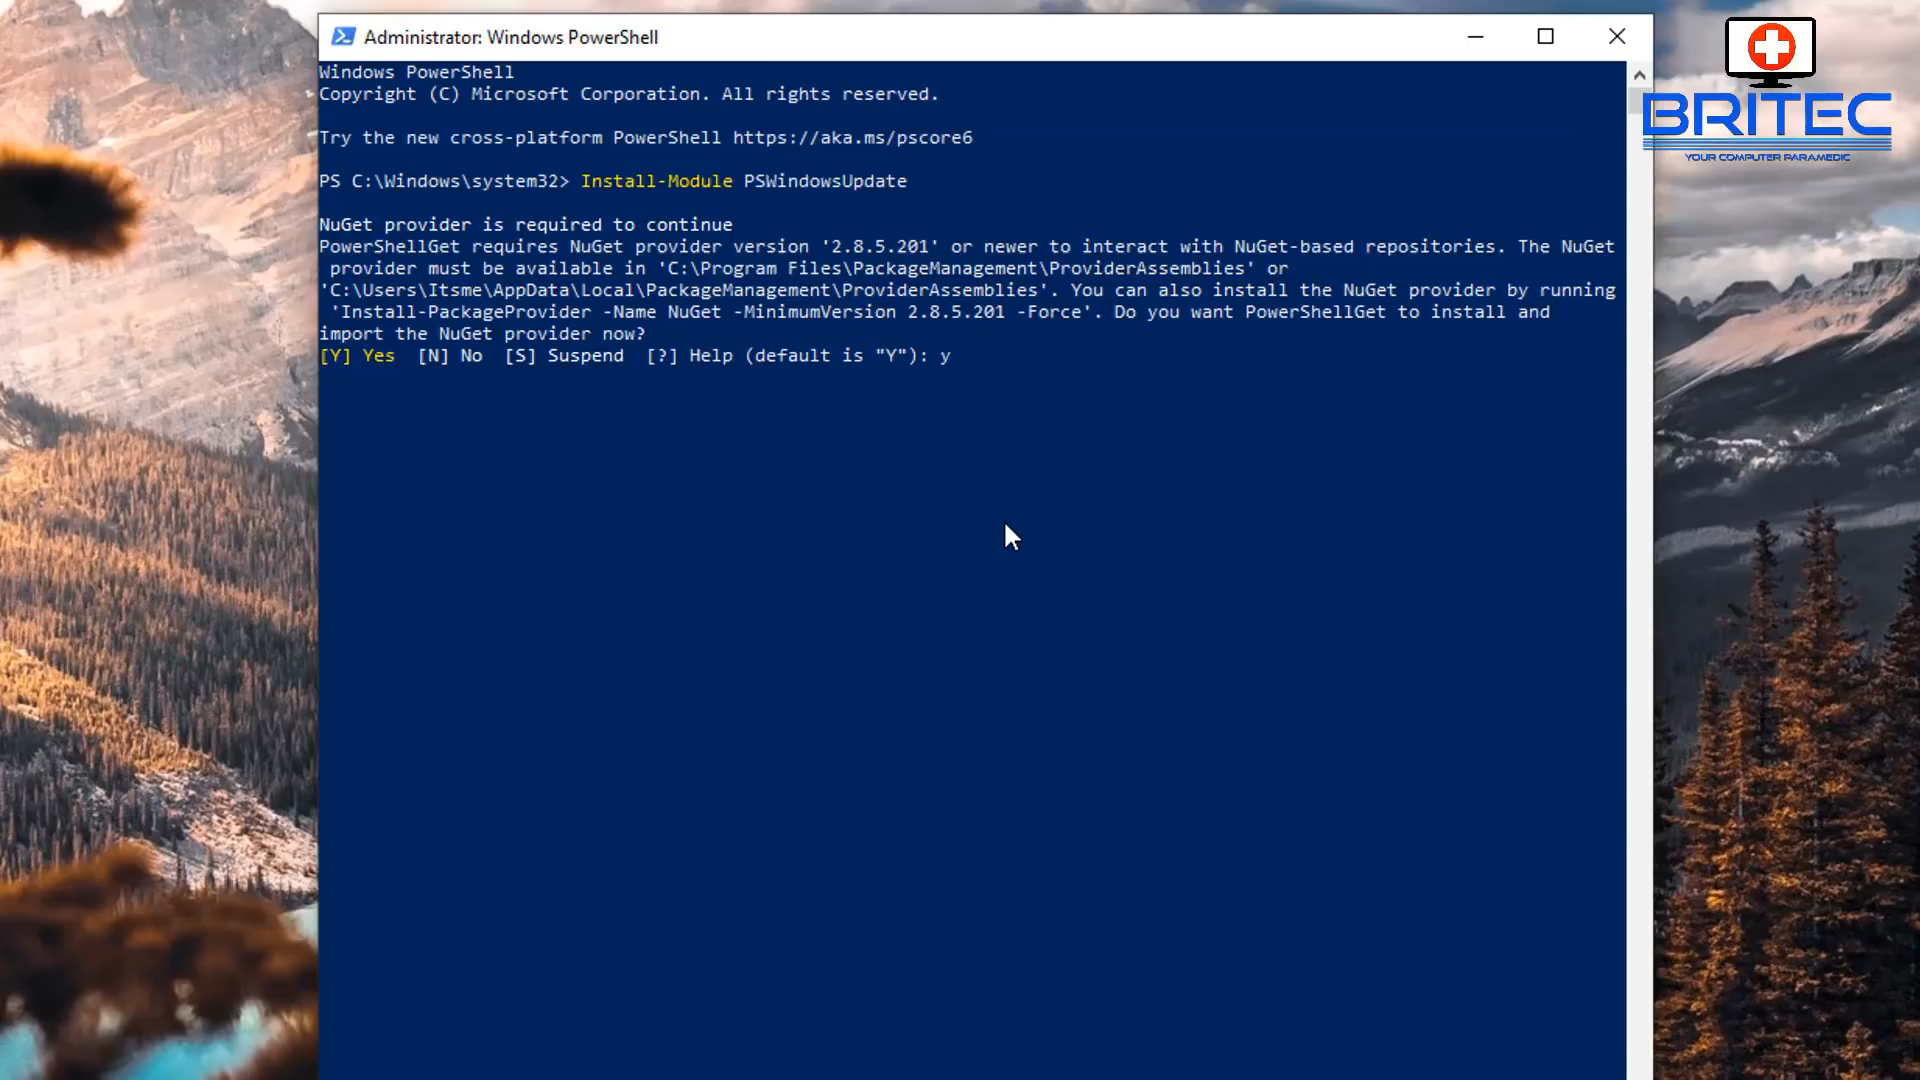 Administrator: Windows PowerShell
Windows PowerShell
Copyright (C) Microsoft Corporation. All rights reserved.
Try the new cross-platform PowerShell https://aka.ms/pscore6
PS C:\Windows\system32> Install-Module PSWindowsUpdate
NuGet provider is required to continue
PowerShellGet requires NuGet provider version '2.8.5.201' or newer to interact with NuGet-based repositories. The NuGet
provider must be available in 'C:\Program Files\PackageManagement\ProviderAssemblies' or
'C:\Users\Itsme\AppData\Local\PackageManagement\ProviderAssemblies'. You can also install the NuGet provider by running
'Install-PackageProvider -Name NuGet -MinimumVersion 2.8.5.201 -Force'. Do you want PowerShellGet to install and
import the NuGet provider now?
[Y] Yes  [N] No  [S] Suspend  [?] Help (default is "Y"): y
BRITEC
YOUR COMPUTER PARAMEDIC